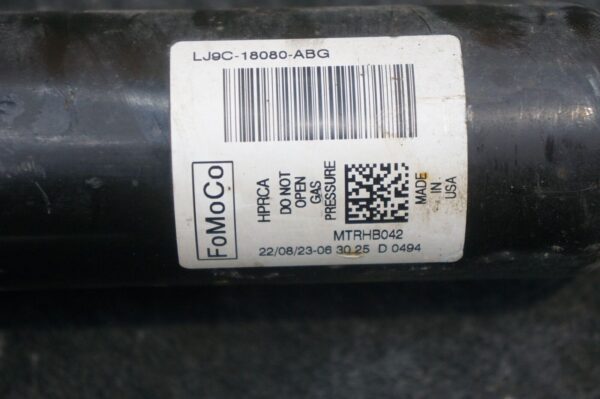 LJ9C-18080-ABG
FoMoCo
HPRCA
DO NOT
OPEN
GAS
PRESSURE
MADE
IN
USA
MTRHB042
22/08/23-06 30 25 D 0494